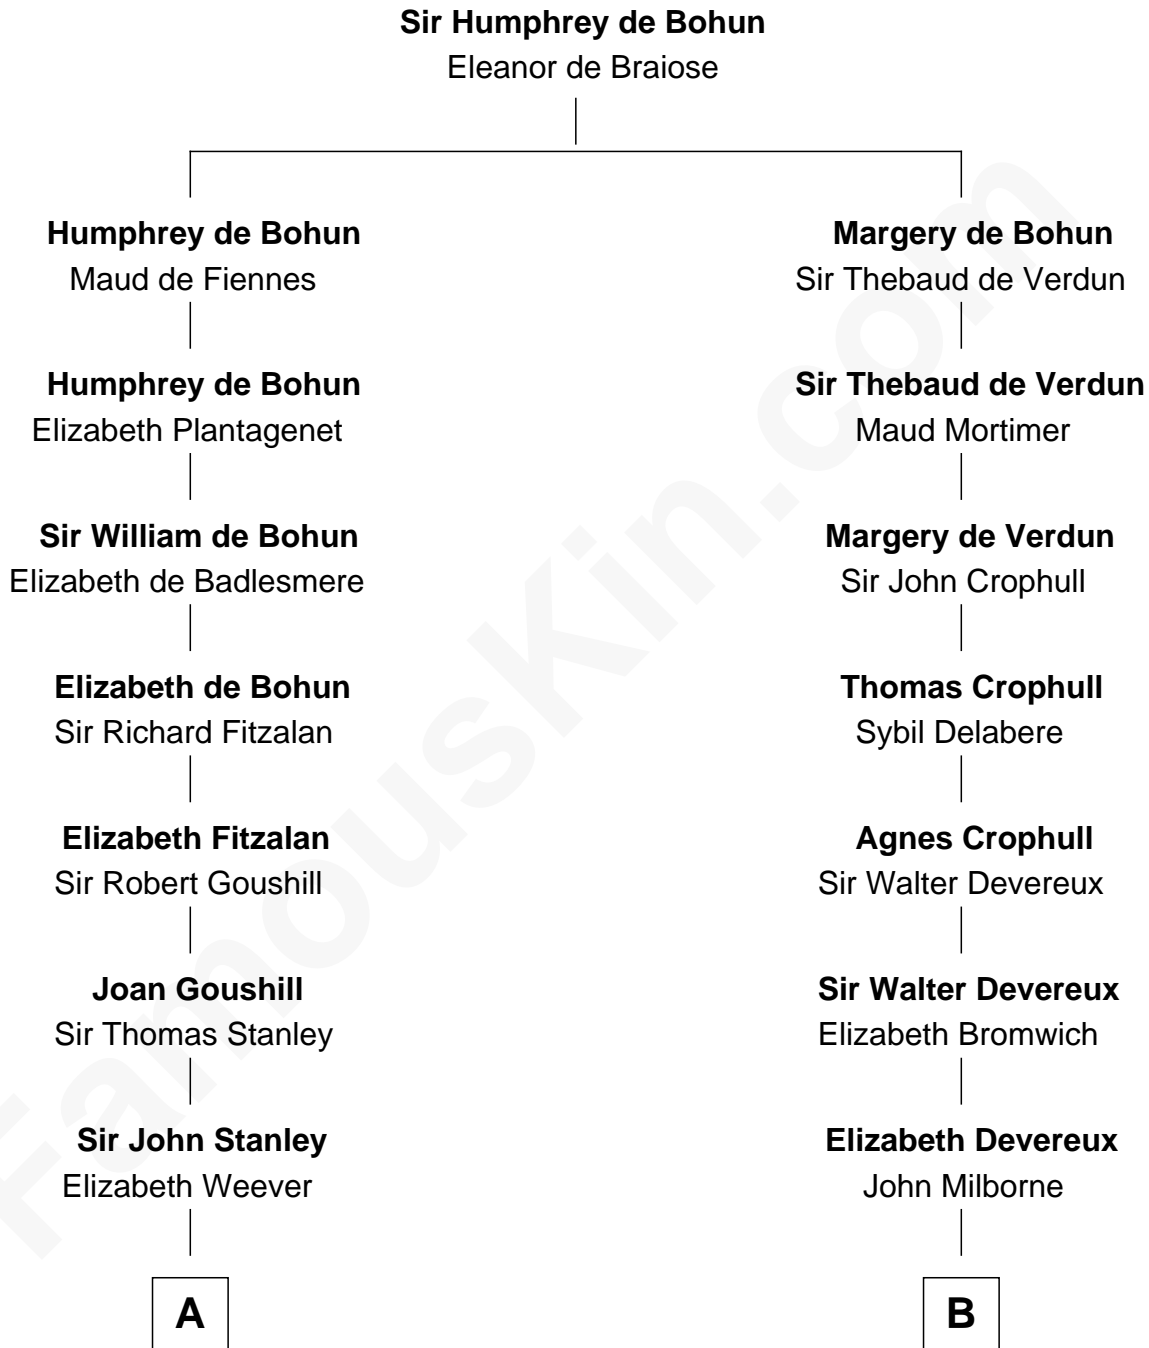 Sir Humphrey de Bohun
Eleanor de Braiose
Humphrey de Bohun
Maud de Fiennes
Humphrey de Bohun
Elizabeth Plantagenet
Sir William de Bohun
Elizabeth de Badlesmere
Elizabeth de Bohun
Sir Richard Fitzalan
Elizabeth Fitzalan
Sir Robert Goushill
Joan Goushill
Sir Thomas Stanley
Sir John Stanley
Elizabeth Weever
A
Margery de Bohun
Sir Thebaud de Verdun
Sir Thebaud de Verdun
Maud Mortimer
Margery de Verdun
Sir John Crophull
Thomas Crophull
Sybil Delabere
Agnes Crophull
Sir Walter Devereux
Sir Walter Devereux
Elizabeth Bromwich
Elizabeth Devereux
John Milborne
B
FamousKin.com